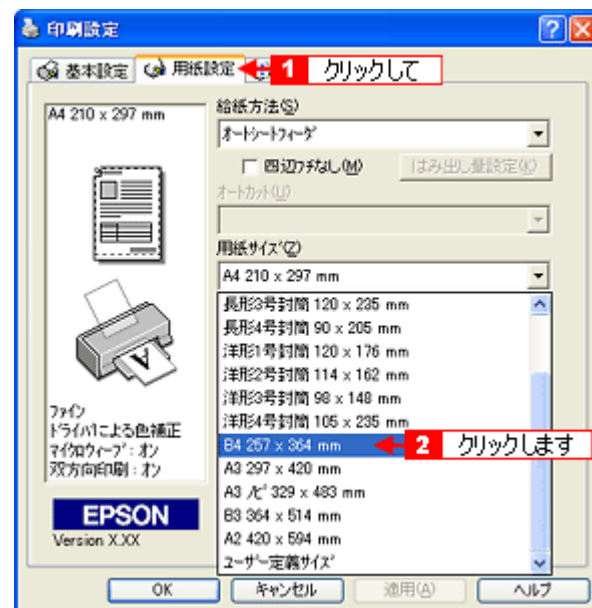 印刷設定
基本設定 用紙設定 1 クリックして
A4 210 x 297 mm
給紙方法(S)
オートシートフィーダ
四辺フチなし(M) はみ出し量設定(K)
オートカット(U)
用紙サイズ(Z)
A4 210 x 297 mm
長形3号封筒 120 x 235 mm
長形4号封筒 90 x 205 mm
洋形1号封筒 120 x 176 mm
洋形2号封筒 114 x 162 mm
洋形3号封筒 98 x 148 mm
洋形4号封筒 105 x 235 mm
B4 257 x 364 mm 2 クリックします
A3 297 x 420 mm
A3 ノビ 329 x 483 mm
B3 364 x 514 mm
A2 420 x 594 mm
ユーザー定義サイズ
ファイン
ドライバによる色補正
マイクロウィーブ : オン
双方向印刷 : オン
EPSON
Version X.XX
OK キャンセル 適用(A) ヘルプ